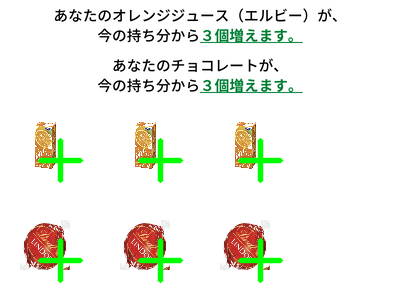 あなたのオレンジジュース（エルビー）が、
今の持ち分から３個増えます。
あなたのチョコレートが、
今の持ち分から３個増えます。